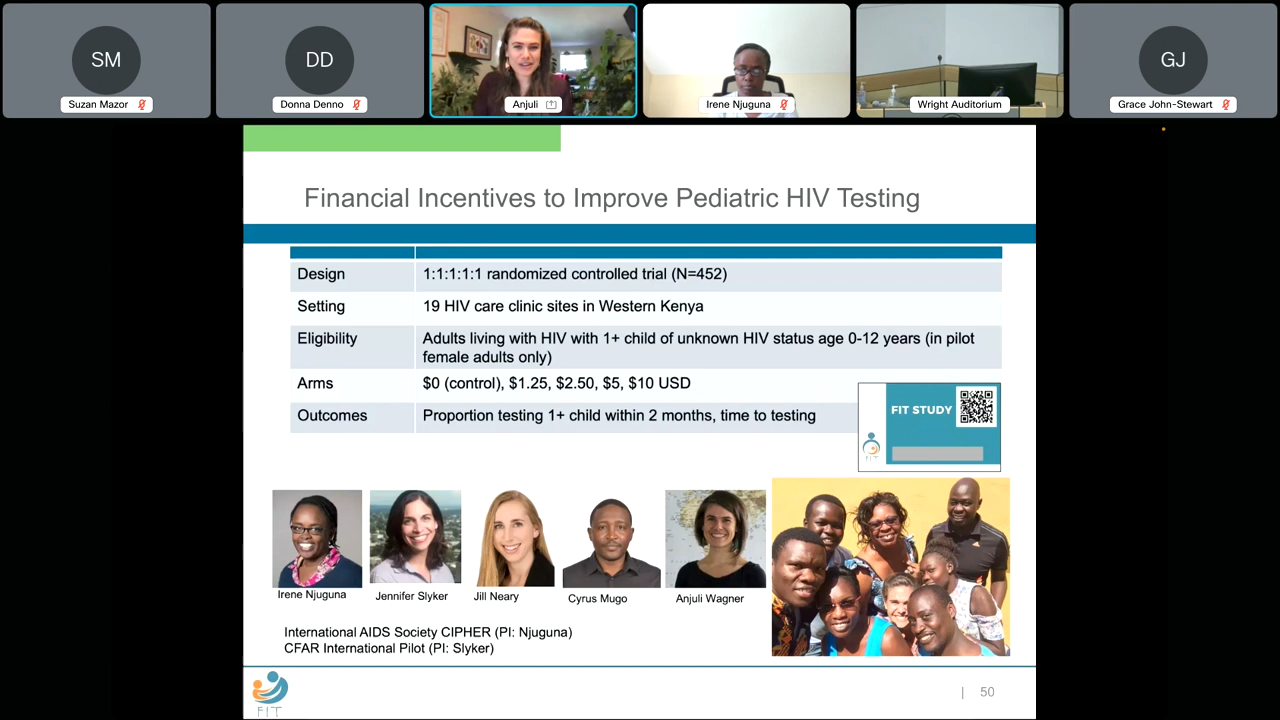 SM
Suzan Mazor
DD
Donna Denno
Anjuli
Irene Njuguna
Wright Auditorium
GJ
Grace John-Stewart
Financial Incentives to Improve Pediatric HIV Testing
Design
1:1:1:1:1 randomized controlled trial (N=452)
Setting
19 HIV care clinic sites in Western Kenya
Eligibility
Adults living with HIV with 1+ child of unknown HIV status age 0-12 years (in pilot
female adults only)
Arms
$0 (control), $1.25, $2.50, $5, $10 USD
Outcomes
Proportion testing 1+ child within 2 months, time to testing
FIT STUDY
FIT
Irene Njuguna
Jennifer Slyker
Jill Neary
Cyrus Mugo
Anjuli Wagner
International AIDS Society CIPHER (PI: Njuguna)
CFAR International Pilot (PI: Slyker)
FIT
| 50